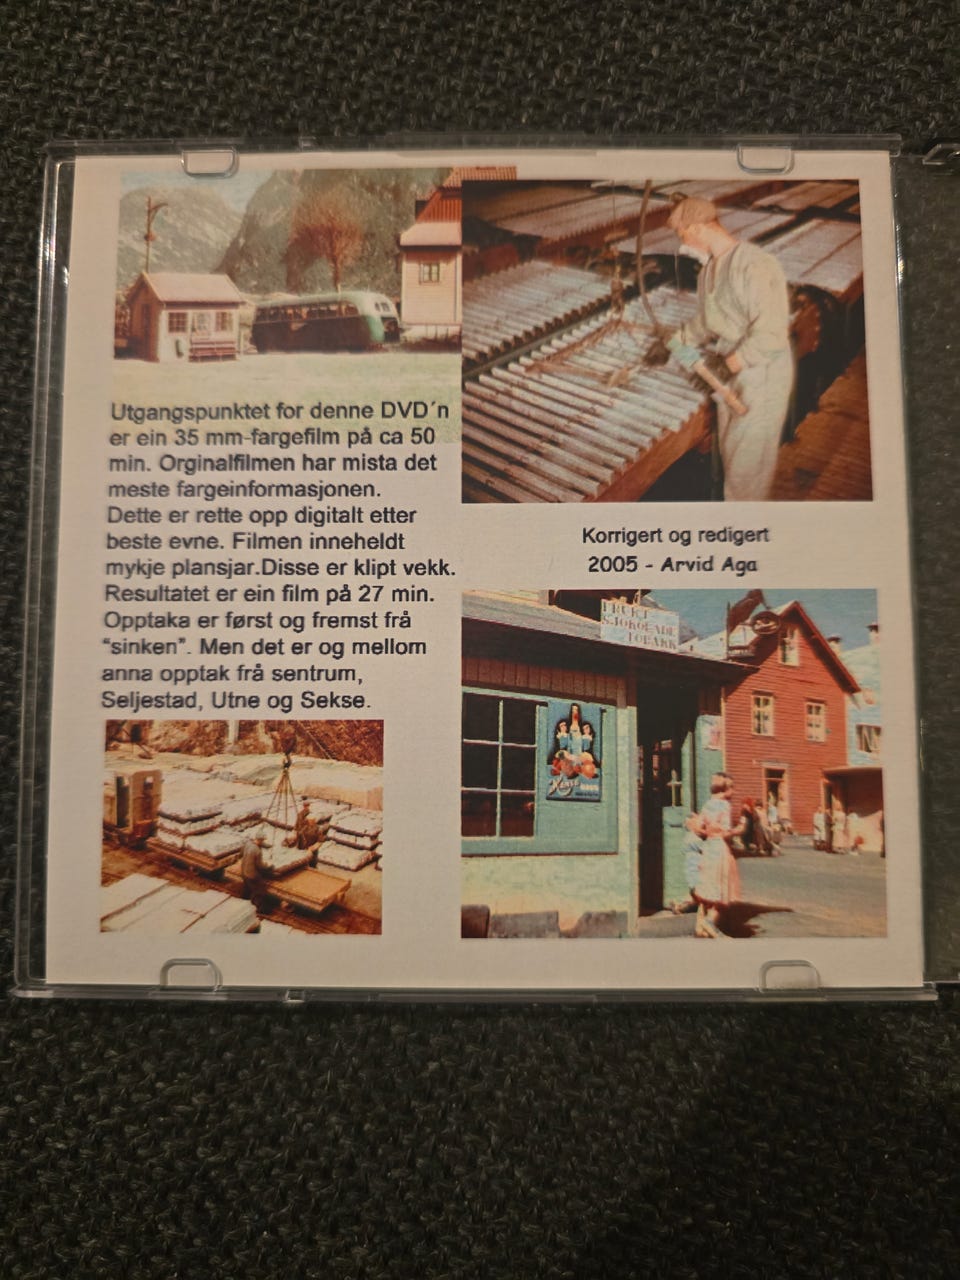 Utgangspunktet for denne DVD´n
er ein 35 mm-fargefilm på ca 50
min. Orginalfilmen har mista det
meste fargeinformasjonen.
Dette er rette opp digitalt etter
beste evne. Filmen inneheldt
mykje plansjar.Disse er klipt vekk.
Resultatet er ein film på 27 min.
Opptaka er først og fremst frå
“sinken”. Men det er og mellom
anna opptak frå sentrum,
Seljestad, Utne og Sekse.
Korrigert og redigert
2005 - Arvid Aga
FRUKT
SJOKOLADE
TOBAKK